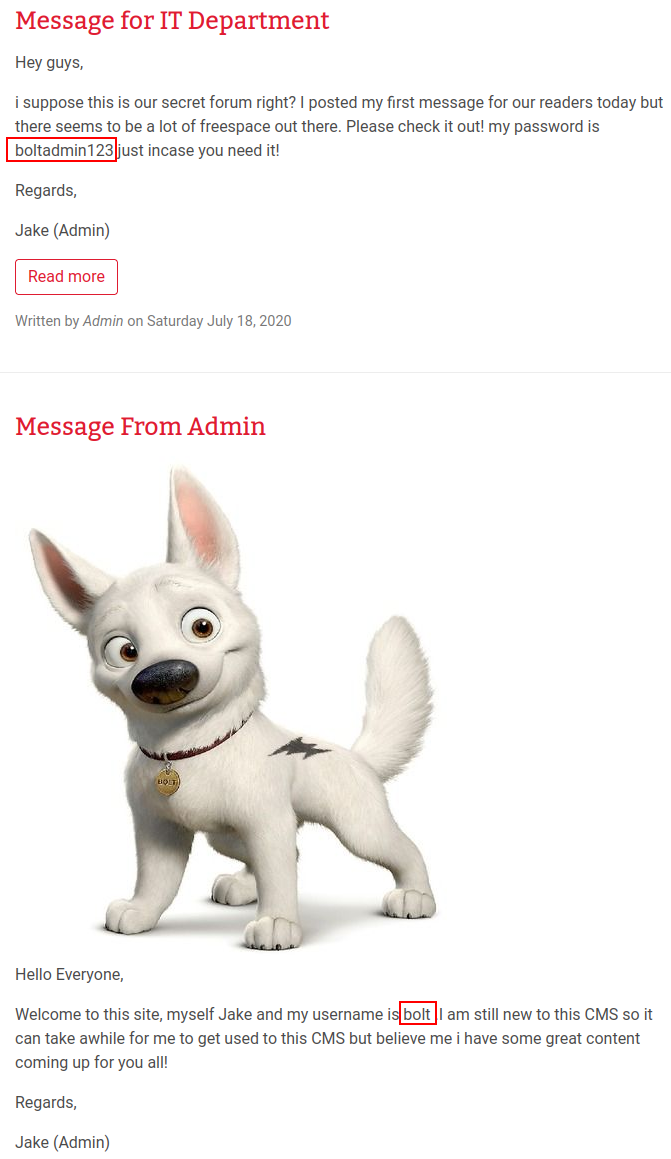 Message for IT Department
Hey guys,
i suppose this is our secret forum right? I posted my first message for our readers today but
there seems to be a lot of freespace out there. Please check it out! my password is
boltadmin123 just incase you need it!
Regards,
Jake (Admin)
Read more
Written by Admin on Saturday July 18, 2020
Message From Admin
BOLT
Hello Everyone,
Welcome to this site, myself Jake and my username is bolt .I am still new to this CMS so it
can take awhile for me to get used to this CMS but believe me i have some great content
coming up for you all!
Regards,
Jake (Admin)